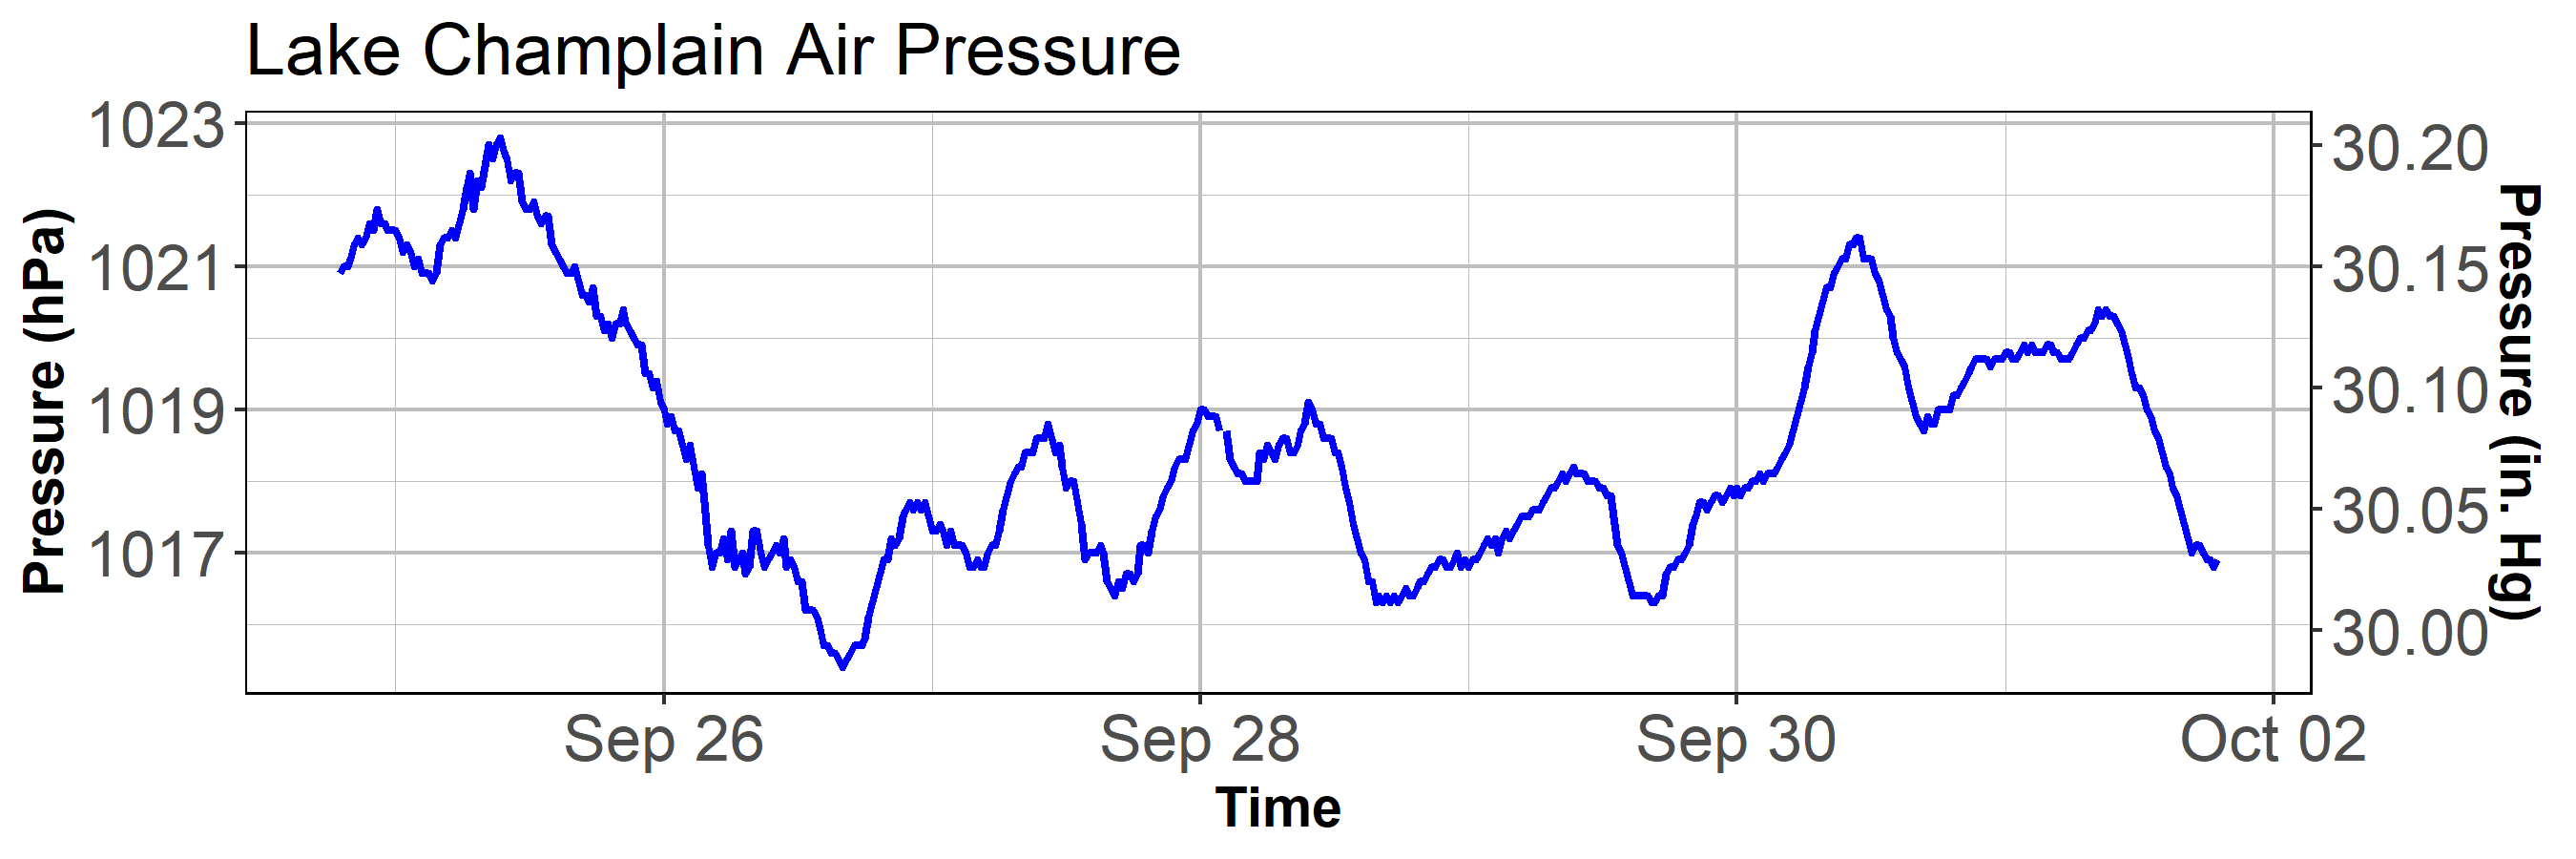 Lake Champlain Air Pressure
1023
1021
1019
1017
Pressure (hPa)
30.20
30.15
30.10
30.05
30.00
Pressure (in. Hg)
Sep 26
Sep 28
Sep 30
Oct 02
Time